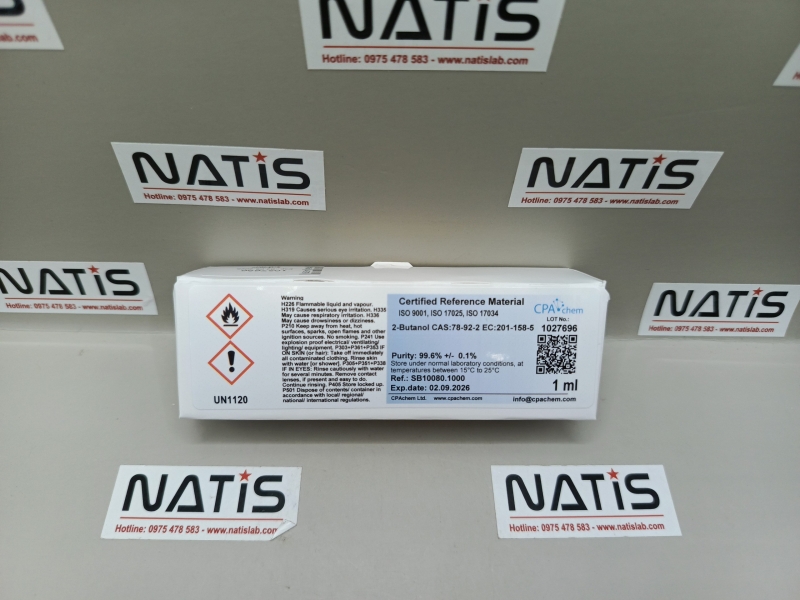 slab.com
NATIS
Hotline: 0975 478 583 - www.natislab.com
NATIS
Hotline: 0975 478 583 - www.natislab.com
NATIS
Hotline: 0975 478 583 - www.natislab.com
NATIS
Hotline: 0975 478 583 - www.natislab.com
Hotline
Warning
H226 Flammable liquid and vapour.
H319 Causes serious eye irritation. H335
May cause respiratory irritation. H336
May cause drowsiness or dizziness.
P210 Keep away from heat, hot
surfaces, sparks, open flames and other
ignition sources. No smoking. P241 Use
explosion proof electrical/ ventilating/
lighting/ equipment. P303+P361+P353 IF
ON SKIN (or hair): Take off immediately
all contaminated clothing. Rinse skin
with water [or shower]. P305+P351+P338
IF IN EYES: Rinse cautiously with water
for several minutes. Remove contact
lenses, if present and easy to do.
Continue rinsing. P405 Store locked up.
P501 Dispose of contents/ container in
accordance with local/ regional/
national/ international regulations.
UN1120
Certified Reference Material
ISO 9001, ISO 17025, ISO 17034
CPAchem
LOT No.:
2-Butanol CAS:78-92-2 EC:201-158-5
1027696
Purity: 99.6% +/- 0.1%
Store under normal laboratory conditions, at
temperatures between 15°C to 25°C
Ref.: SB10080.1000
Exp.date: 02.09.2026
1 ml
CPAchem Ltd. www.cpachem.com
info@cpachem.com
NATIS
Hotline: 0975 478 583 - www.natislab.com
NATIS
Hotline: 0975 478 583 - www.natislab.com